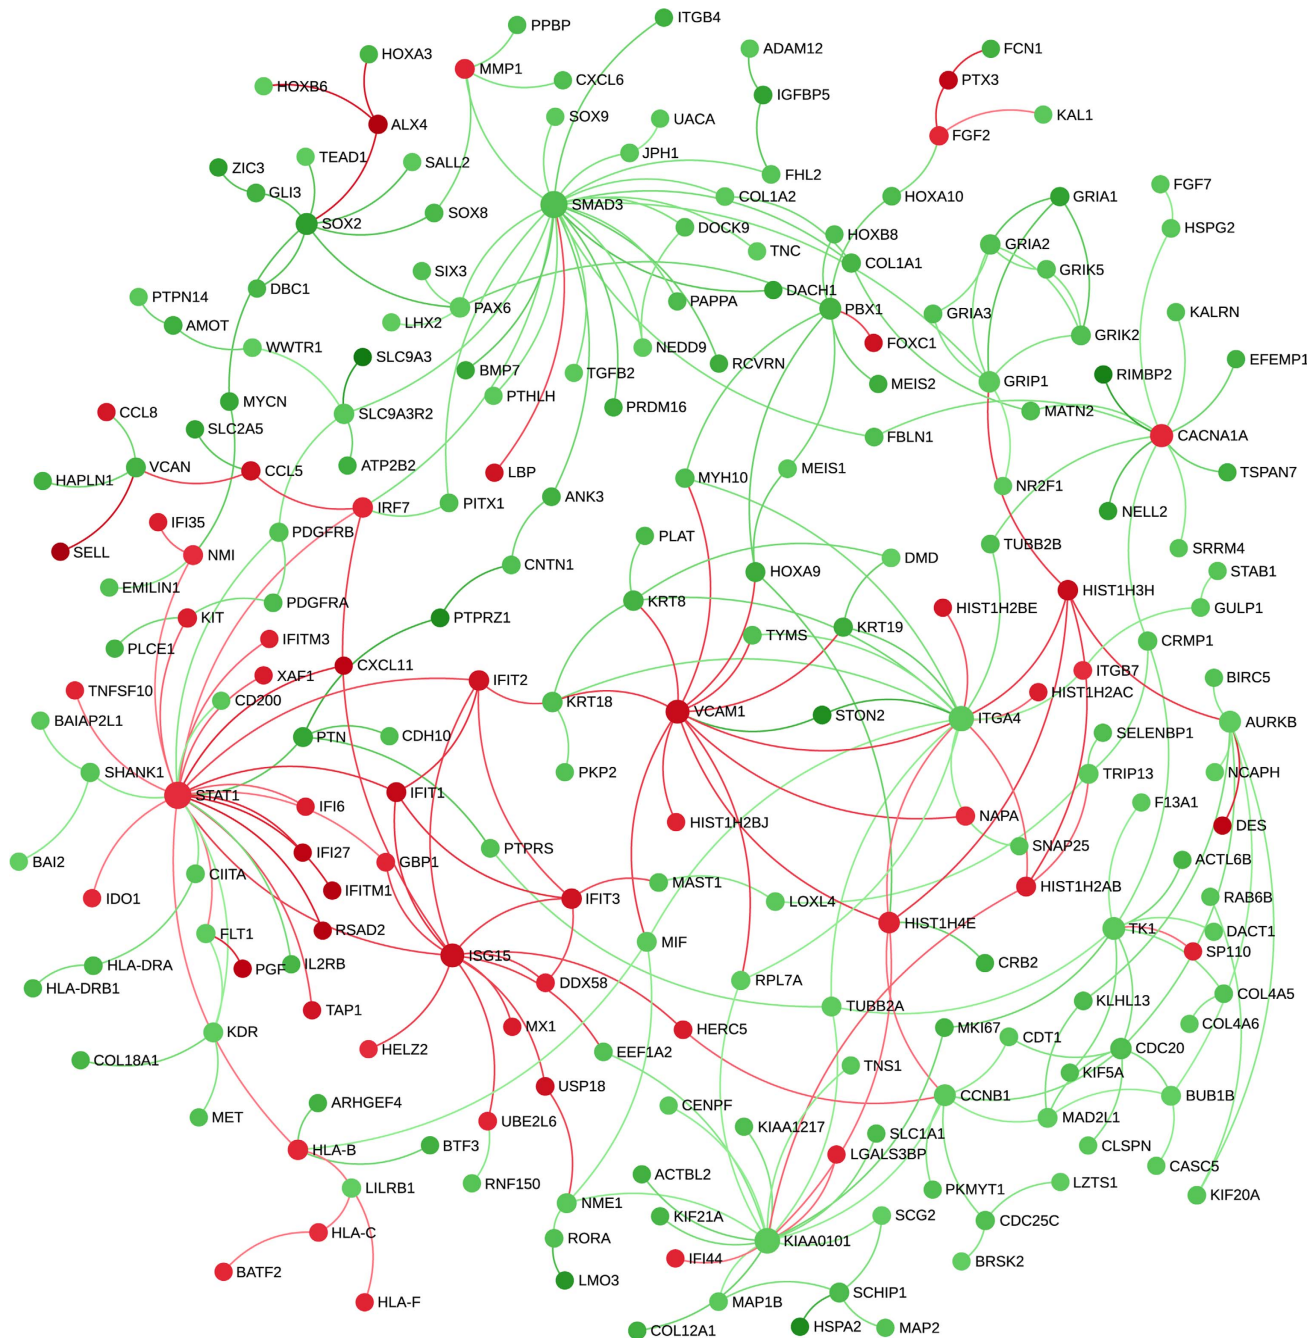 ITGB4
PPBP
ADAM12
FCN1
HOXA3
MMP1
CXCL6
PTX3
HOXB6
IGFBP5
KAL1
ALX4
SOX9
UACA
FGF2
JPH1
TEAD1
SALL2
ZIC3
FHL2
FGF7
GLI3
COL1A2
HOXA10
GRIA1
SMAD3
SOX8
SOX2
DOCK9
HOXB8
HSPG2
TNC
GRIA2
COL1A1
SIX3
GRIK5
DBC1
DACH1
PTPN14
PAX6
PAPPA
PBX1
GRIA3
KALRN
LHX2
AMOT
GRIK2
WWTR1
NEDD9
FOXC1
SLC9A3
RCVRN
EFEMP1
BMP7
TGFB2
RIMBP2
MEIS2
GRIP1
PTHLH
MYCN
PRDM16
MATN2
CCL8
SLC9A3R2
SLC2A5
FBLN1
CACNA1A
VCAN
CCL5
ATP2B2
LBP
MEIS1
MYH10
TSPAN7
HAPLN1
NR2F1
ANK3
PITX1
IRF7
NELL2
IFI35
PDGFRB
PLAT
TUBB2B
SRRM4
SELL
NMI
DMD
CNTN1
HOXA9
STAB1
EMILIN1
HIST1H3H
PDGFRA
KRT8
HIST1H2BE
GULP1
KIT
PTPRZ1
KRT19
TYMS
IFITM3
CRMP1
PLCE1
CXCL11
ITGB7
XAF1
BIRC5
IFIT2
TNFSF10
HIST1H2AC
CD200
KRT18
VCAM1
STON2
ITGA4
BAIAP2L1
AURKB
SELENBP1
PTN
CDH10
SHANK1
PKP2
TRIP13
NCAPH
STAT1
IFIT1
F13A1
IFI6
NAPA
HIST1H2BJ
DES
SNAP25
PTPRS
IFI27
BAI2
GBP1
ACTL6B
CIITA
MAST1
HIST1H2AB
IFITM1
IDO1
IFIT3
LOXL4
RAB6B
HIST1H4E
RSAD2
TK1
DACT1
FLT1
MIF
SP110
ISG15
CRB2
HLA-DRA
IL2RB
PGF
RPL7A
DDX58
HLA-DRB1
COL4A5
KLHL13
TUBB2A
TAP1
COL4A6
MX1
MKI67
HERC5
KDR
CDT1
HELZ2
CDC20
EEF1A2
COL18A1
TNS1
KIF5A
USP18
CCNB1
BUB1B
ARHGEF4
CENPF
MET
MAD2L1
UBE2L6
KIAA1217
SLC1A1
BTF3
CLSPN
HLA-B
LGALS3BP
CASC5
ACTBL2
RNF150
LZTS1
LILRB1
PKMYT1
KIF20A
NME1
KIF21A
SCG2
CDC25C
HLA-C
RORA
KIAA0101
IFI44
BRSK2
BATF2
LMO3
SCHIP1
HLA-F
MAP1B
HSPA2
MAP2
COL12A1